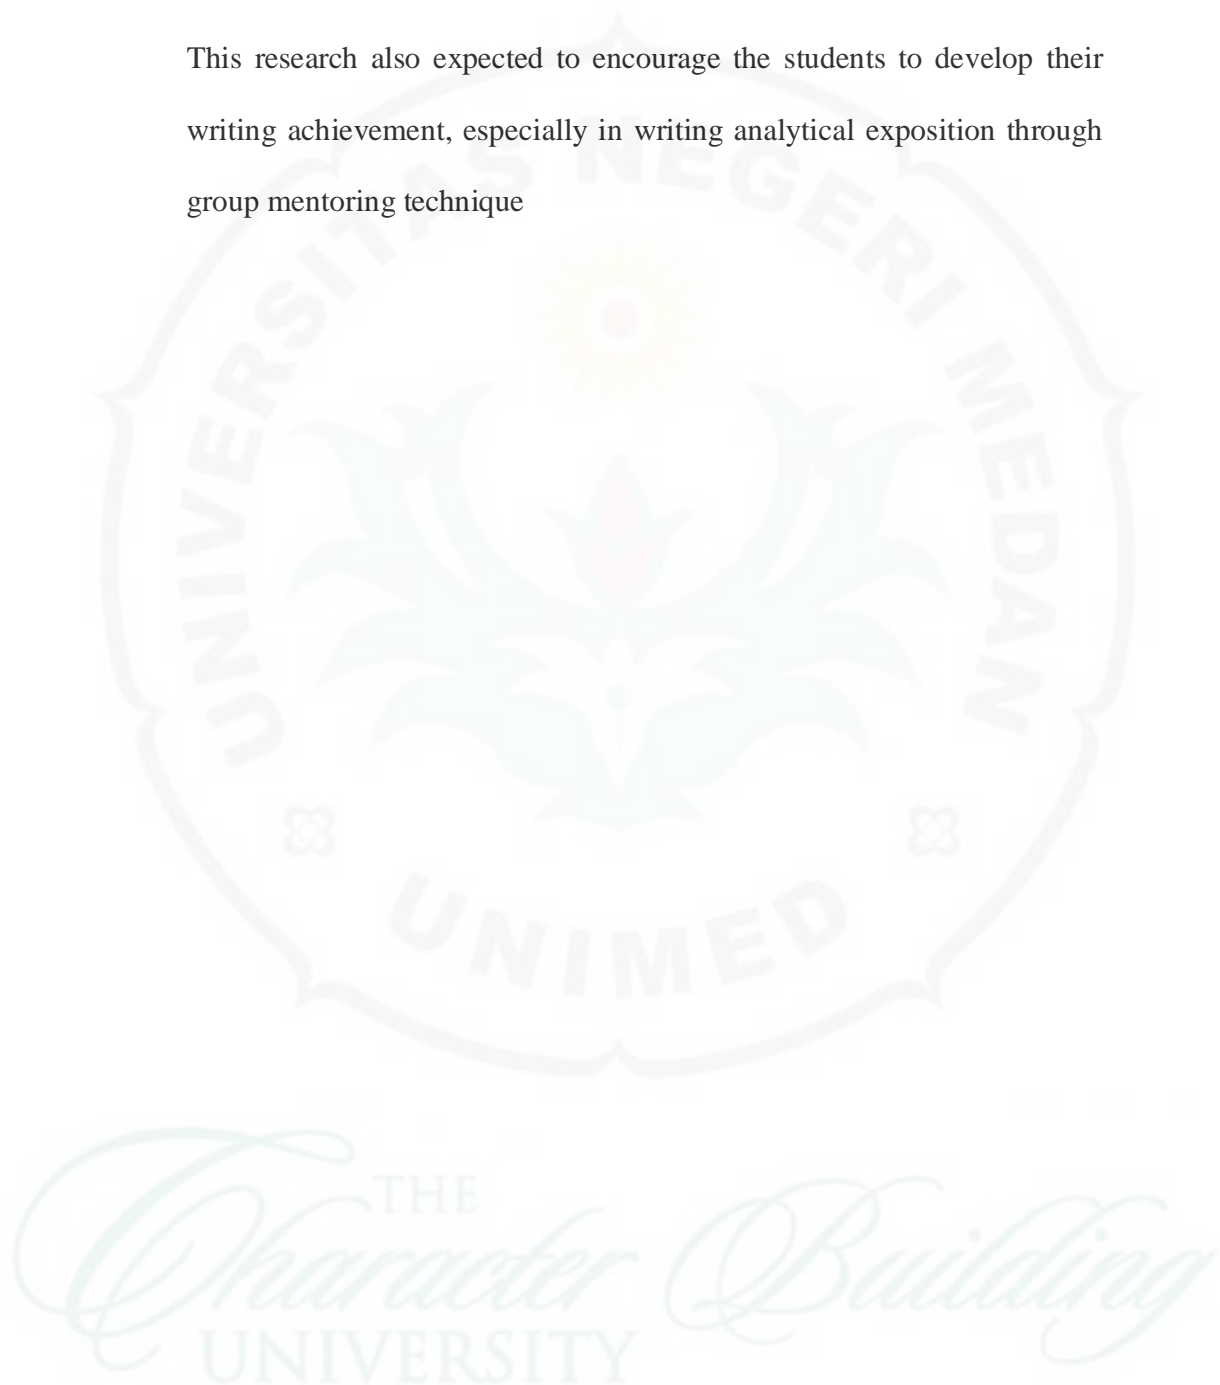 This research also expected to encourage the students to develop their
writing achievement, especially in writing analytical exposition through
group mentoring technique
UNIVERSITAS NEGERI MEDAN
UNIMED
THE
Character Building
UNIVERSITY